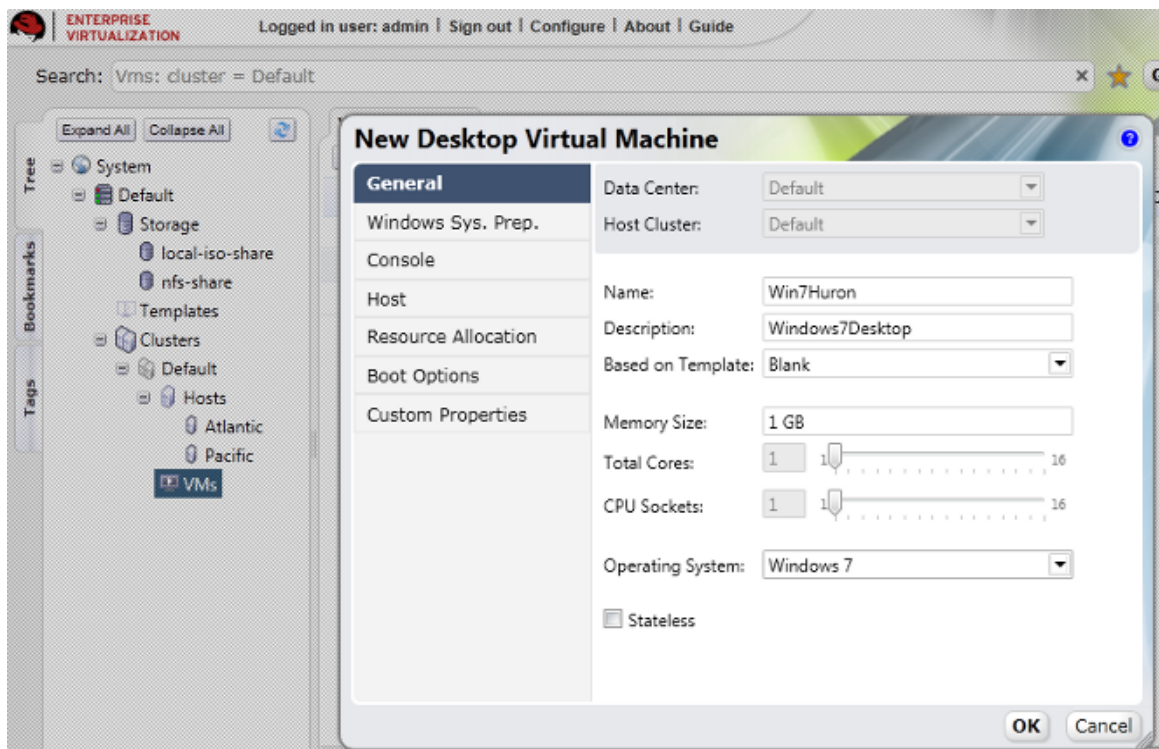 ENTERPRISE
VIRTUALIZATION
Logged in user: admin | Sign out | Configure | About | Guide
Search: Vms: cluster = Default
Expand All
Collapse All
Tree
Bookmarks
Tags
System
Default
Storage
local-iso-share
nfs-share
Templates
Clusters
Default
Hosts
Atlantic
Pacific
VMs
New Desktop Virtual Machine
General
Windows Sys. Prep.
Console
Host
Resource Allocation
Boot Options
Custom Properties
Data Center: Default
Host Cluster: Default
Name: Win7Huron
Description: Windows7Desktop
Based on Template: Blank
Memory Size: 1 GB
Total Cores: 1 1 16
CPU Sockets: 1 1 16
Operating System: Windows 7
Stateless
OK
Cancel